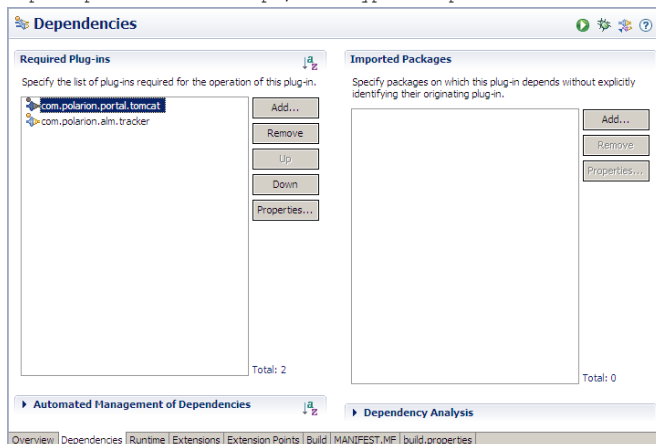 Dependencies
Required Plug-ins
Specify the list of plug-ins required for the operation of this plug-in.
com.polarion.portal.tomcat
com.polarion.alm.tracker
Add...
Remove
Up
Down
Properties...
Total: 2
Imported Packages
Specify packages on which this plug-in depends without explicitly
identifying their originating plug-in.
Add...
Remove
Properties...
Total: 0
Automated Management of Dependencies
Dependency Analysis
Overview Dependencies Runtime Extensions Extension Points Build MANIFEST.MF build.properties